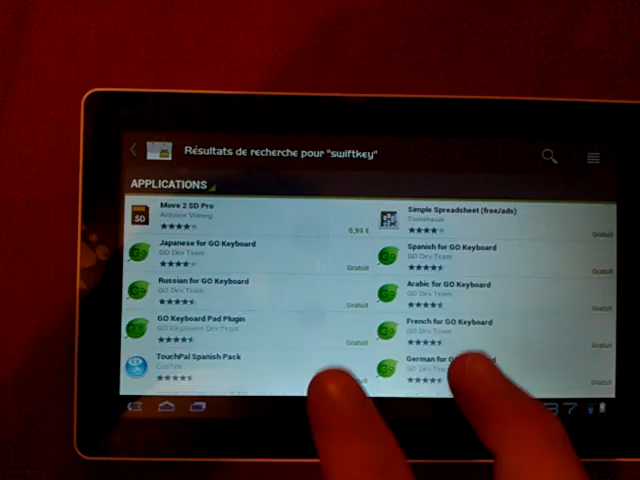 Résultats de recherche pour "swiftkey"
APPLICATIONS
Move 2 SD Pro
0,99 €
Simple Spreadsheet (free/ads)
Gratuit
Japanese for GO Keyboard
GO Dev Team
Gratuit
Spanish for GO Keyboard
GO Dev Team
Gratuit
Russian for GO Keyboard
GO Dev Team
Gratuit
Arabic for GO Keyboard
GO Dev Team
Gratuit
GO Keyboard Pad Plugin
GO Keyboard Dev Team
Gratuit
French for GO Keyboard
GO Dev Team
Gratuit
TouchPal Spanish Pack
CooTek
German for
GO Dev
Gratuit